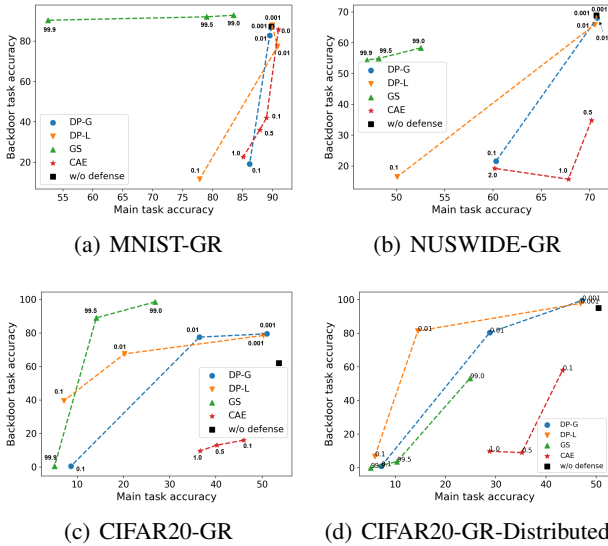 Backdoor task accuracy
80
60
40
20
99.9
79.0
99.5
99.0
0.001
0.001
0.01
0.0
0.01
0.1
0.5
1.0
0.1
0.1
DP-G
DP-L
GS
CAE
w/o defense
55 60 65 70 75 80 85 90
Main task accuracy
(a) MNIST-GR
Backdoor task accuracy
70
60
50
40
30
20
99.9
99.5
99.0
0.001
0.001
0.01
0.01
0.5
0.1
0.1
2.0
1.0
DP-G
DP-L
GS
CAE
w/o defense
50 55 60 65 70
Main task accuracy
(b) NUSWIDE-GR
Backdoor task accuracy
100
80
60
40
20
0
99.5
99.0
0.01
0.001
0.01
0.001
0.1
99.9
0.1
1.0
0.5
0.1
DP-G
DP-L
GS
CAE
w/o defense
10 20 30 40 50
Main task accuracy
(c) CIFAR20-GR
Backdoor task accuracy
100
80
60
40
20
0
0.001
0.01
0.01
99.0
0.1
0.1
99.5
0.1
1.0
0.5
DP-G
DP-L
GS
CAE
w/o defense
10 20 30 40 50
Main task accuracy
(d) CIFAR20-GR-Distributed